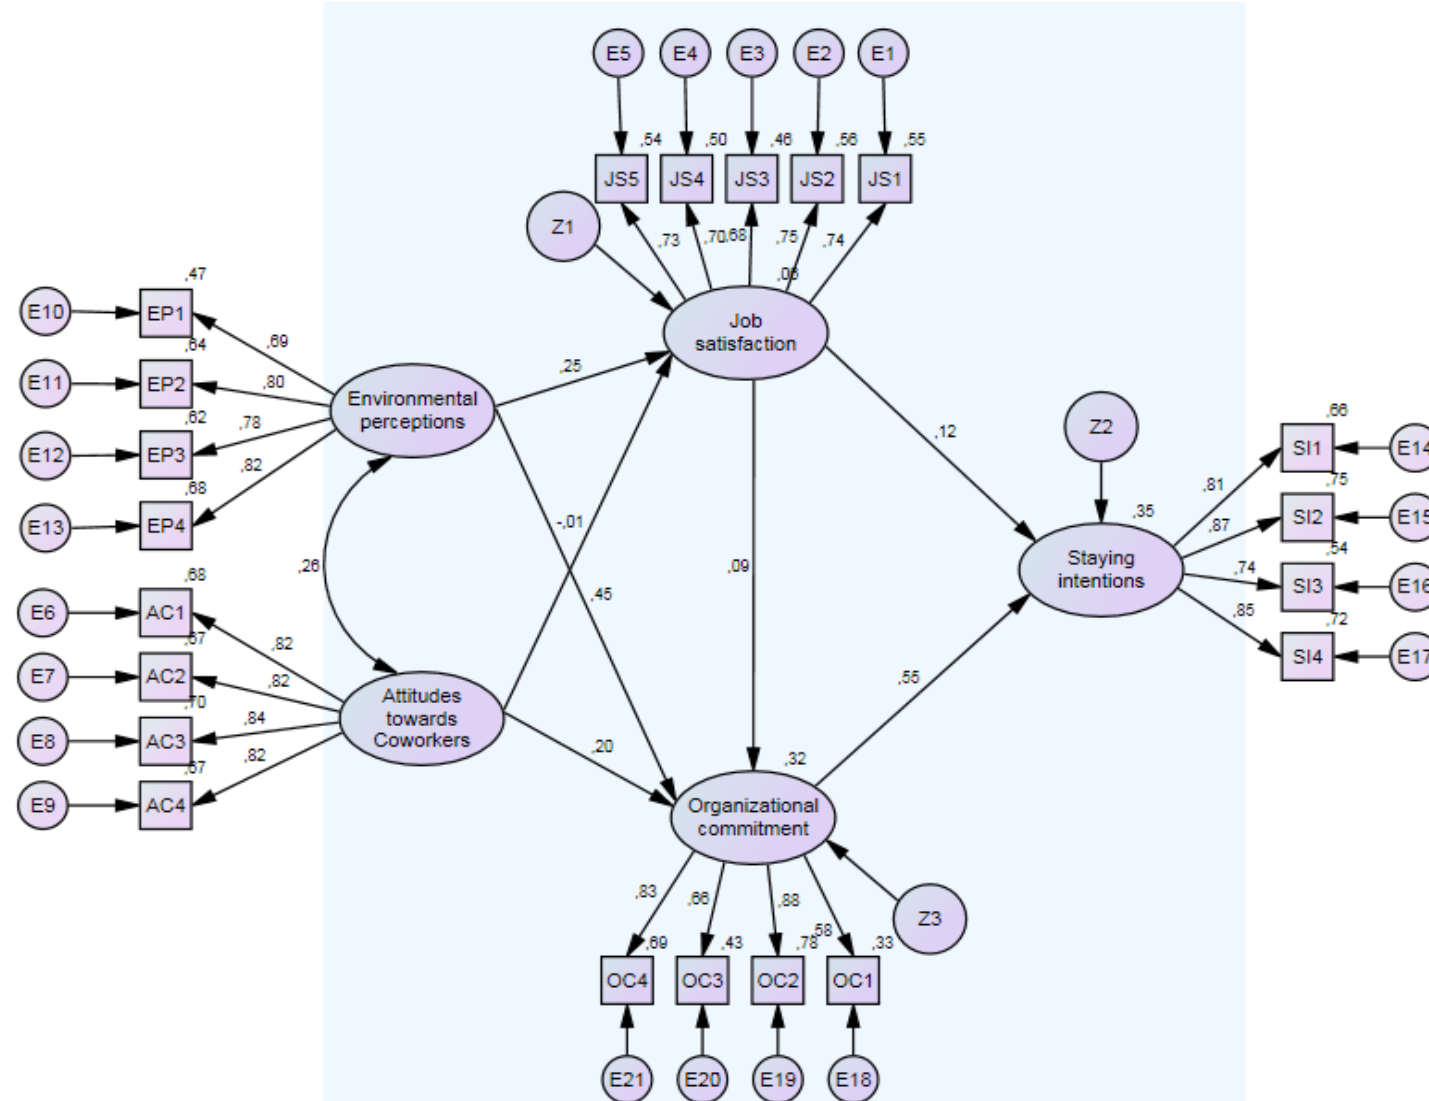 E5 E4 E3 E2 E1
,54 ,50 ,46 ,56 ,55
JS5 JS4 JS3 JS2 JS1
Z1
,73 ,70 ,68 ,75 ,74
,06
Job
satisfaction
,47
E10 EP1
,69
,64
E11 EP2
,80
,62
E12 EP3
,78
,68
E13 EP4
,82
Environmental
perceptions
,25
-,01
,45
,26
,09
,12
Z2
,35
Staying
intentions
,66
,81
SI1 E14
,75
,87
SI2 E15
,54
,74
SI3 E16
,72
,85
SI4 E17
,68
E6 AC1
,82
,67
E7 AC2
,82
,70
E8 AC3
,84
,67
E9 AC4
,82
Attitudes
towards
Coworkers
,20
,55
,32
Organizational
commitment
Z3
,83 ,66 ,88 ,58
,69 ,43 ,78 ,33
OC4 OC3 OC2 OC1
E21 E20 E19 E18